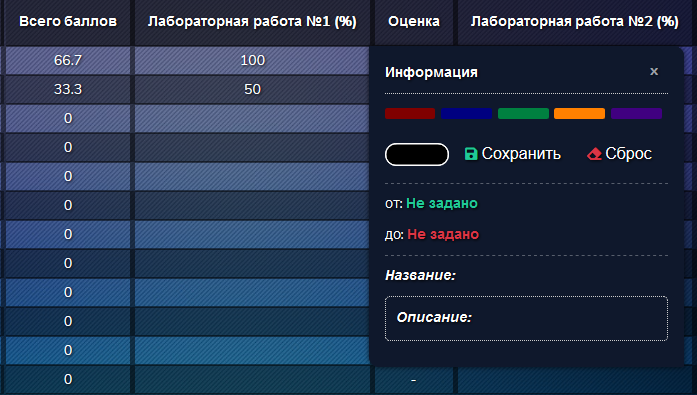 Всего баллов Лабораторная работа №1 (%) Оценка Лабораторная работа №2 (%)
66.7 100
33.3 50
0
0
0
0
0
0
0
0
0
0 -
Информация ×
Сохранить Сброс
от: Не задано
до: Не задано
Название:
Описание: